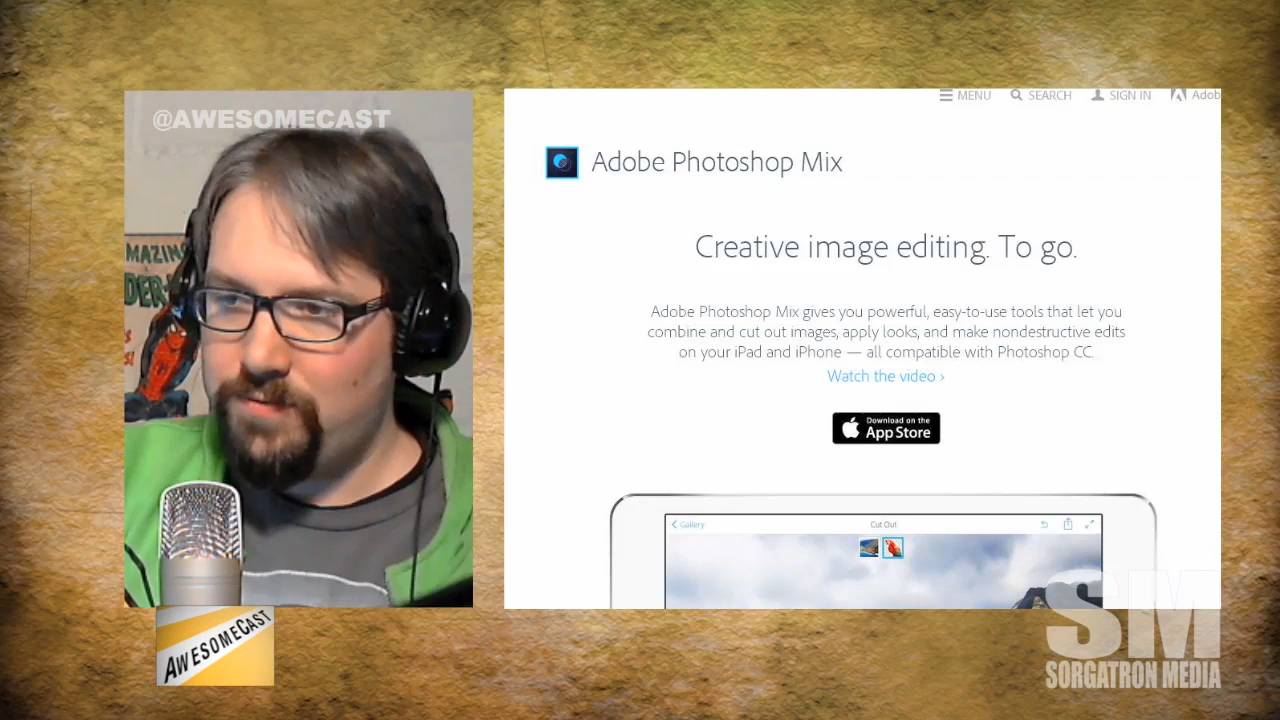 @AWESOMECAST
MAZIN
DER
AWESOMECAST
MENU SEARCH SIGN IN Adob
Adobe Photoshop Mix
Creative image editing. To go.
Adobe Photoshop Mix gives you powerful, easy-to-use tools that let you
combine and cut out images, apply looks, and make nondestructive edits
on your iPad and iPhone — all compatible with Photoshop CC.
Watch the video ›
Download on the
App Store
Gallery Cut Out
SM
SORGATRON MEDIA